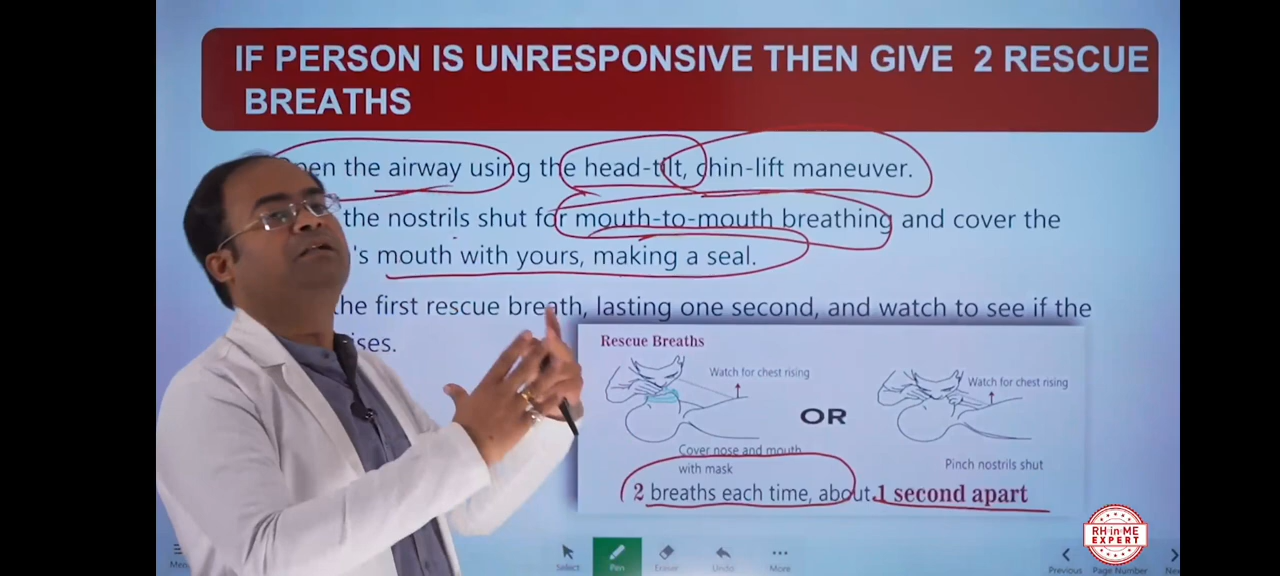 IF PERSON IS UNRESPONSIVE THEN GIVE 2 RESCUE
BREATHS
the airway using the head-tilt, chin-lift maneuver.
the nostrils shut for mouth-to-mouth breathing and cover the
's mouth with yours, making a seal.
the first rescue breath, lasting one second, and watch to see if the
Rescue Breaths
Watch for chest rising
Watch for chest rising
OR
Cover nose and mouth
with mask
Pinch nostrils shut
2 breaths each time, about 1 second apart
RH in ME
EXPERT
Select
Pen
Eraser
Undo
More
Previous
Page Number